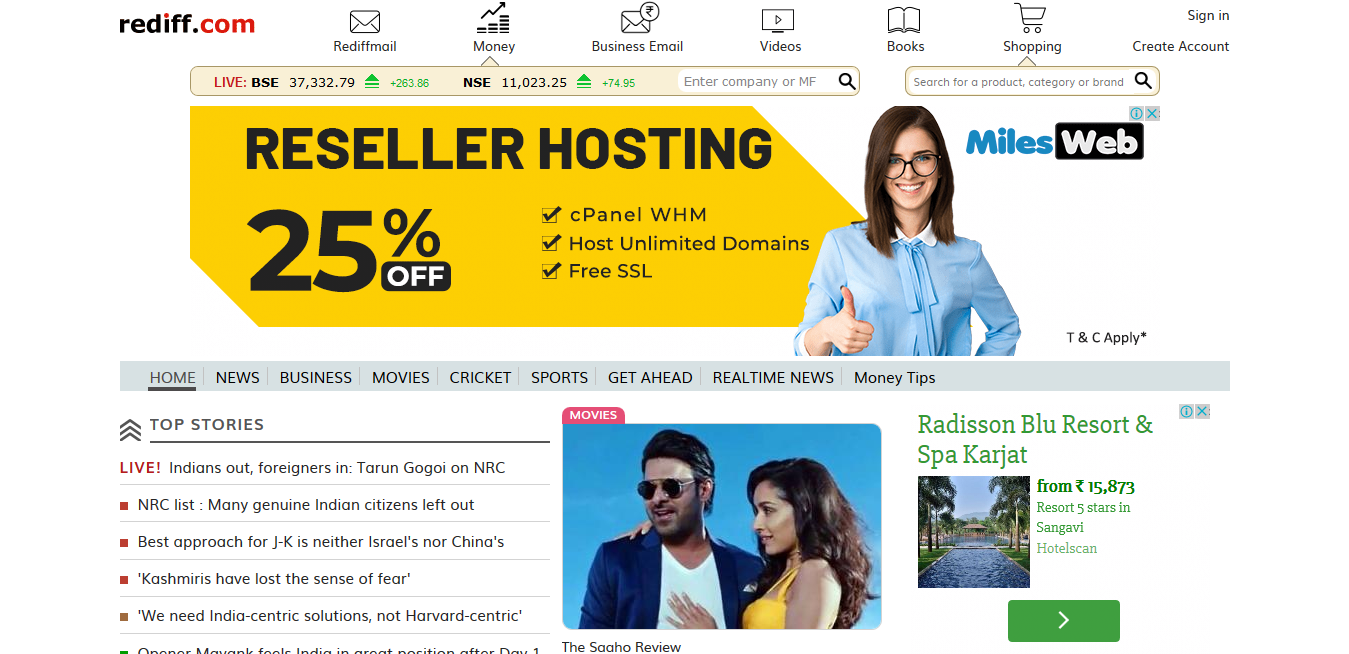 rediff.com
Rediffmail
Money
Business Email
Videos
Books
Shopping
Sign in
Create Account
LIVE: BSE 37,332.79 +263.86 NSE 11,023.25 +74.95
Enter company or MF
Search for a product, category or brand
RESELLER HOSTING
25% OFF
cPanel WHM
Host Unlimited Domains
Free SSL
MilesWeb
T & C Apply*
HOME NEWS BUSINESS MOVIES CRICKET SPORTS GET AHEAD REALTIME NEWS Money Tips
TOP STORIES
LIVE! Indians out, foreigners in: Tarun Gogoi on NRC
NRC list : Many genuine Indian citizens left out
Best approach for J-K is neither Israel's nor China's
'Kashmiris have lost the sense of fear'
'We need India-centric solutions, not Harvard-centric'
Opener Mayank feels India in great position after Day 1
MOVIES
The Saaho Review
Radisson Blu Resort &
Spa Karjat
from ₹ 15,873
Resort 5 stars in
Sangavi
Hotelscan